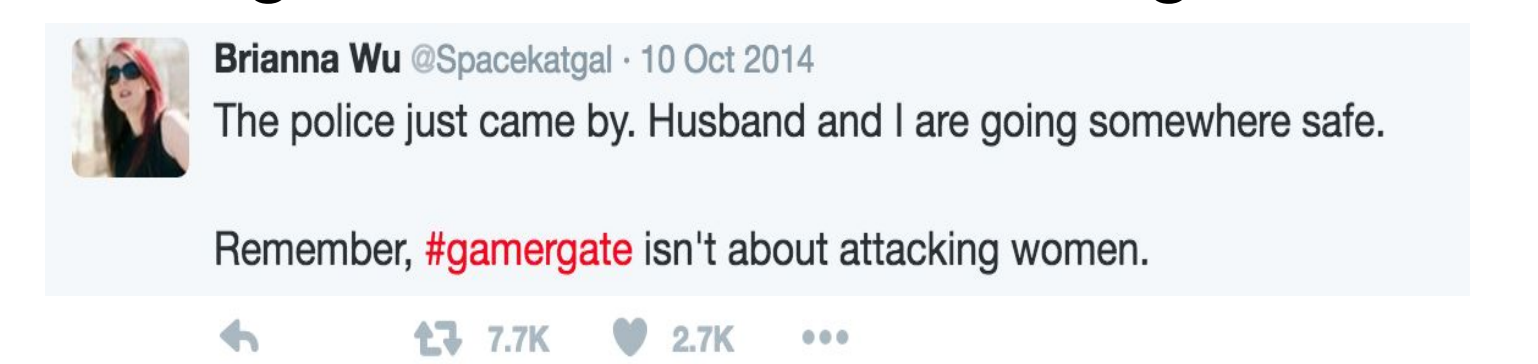 Brianna Wu @Spacekatgal · 10 Oct 2014
The police just came by. Husband and I are going somewhere safe.
Remember, #gamergate isn't about attacking women.
7.7K 2.7K